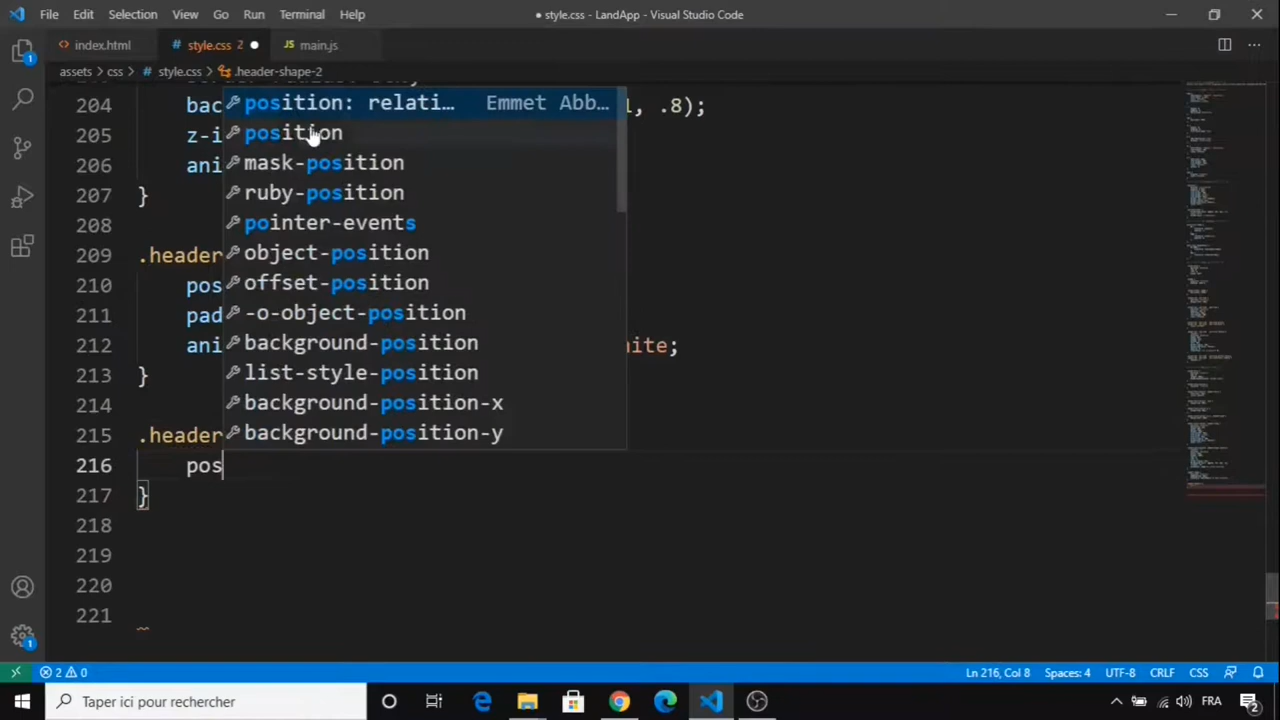 File Edit Selection View Go Run Terminal Help
● style.css - LandApp - Visual Studio Code
index.html # style.css 2 ● JS main.js
assets > css > # style.css > .header-shape-2
204 bac 1, .8);
205 z-i
206 ani
207 }
208
209 .header
210 pos
211 pad
212 ani nite;
213 }
214
215 .header
216 pos
217 }
218
219
220
221
position: relati… Emmet Abb…
position
mask-position
ruby-position
pointer-events
object-position
offset-position
-o-object-position
background-position
list-style-position
background-position-x
background-position-y
1
1
2 0
Ln 216, Col 8 Spaces: 4 UTF-8 CRLF CSS
Taper ici pour rechercher
FRA
2